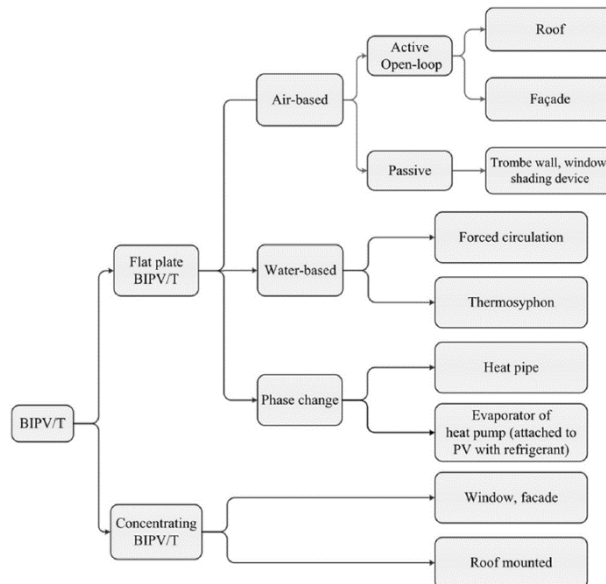 Active
Open-loop
Roof
Façade
Air-based
Passive
Trombe wall, window
shading device
Flat plate
BIPV/T
Water-based
Forced circulation
Thermosyphon
Phase change
Heat pipe
Evaporator of
heat pump (attached to
PV with refrigerant)
BIPV/T
Concentrating
BIPV/T
Window, facade
Roof mounted